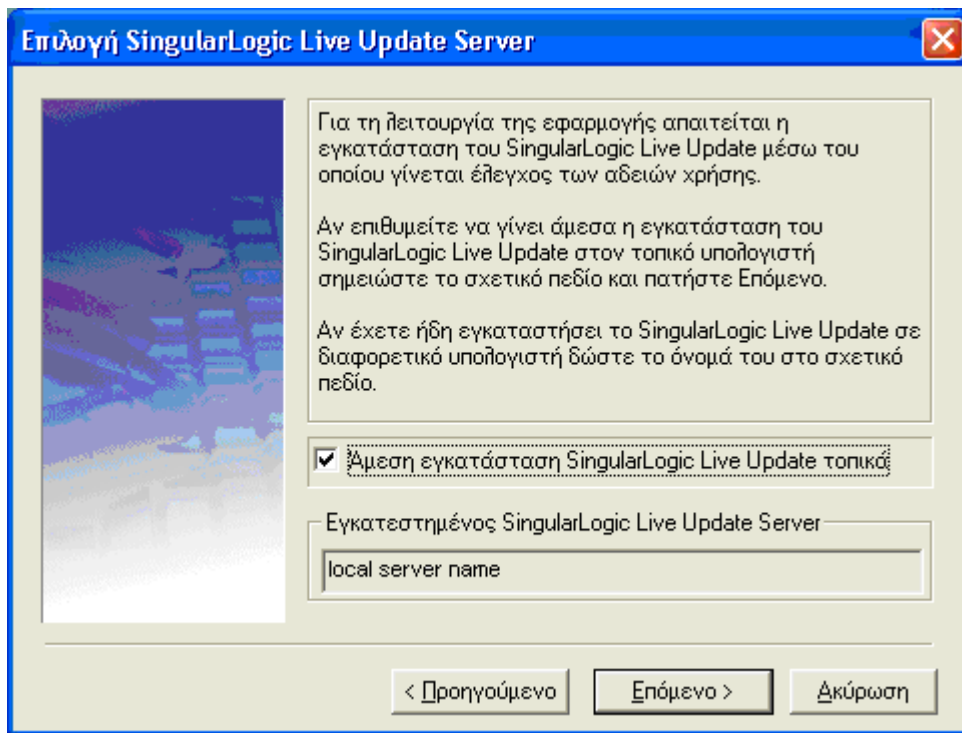 Επιλογή SingularLogic Live Update Server
Για τη λειτουργία της εφαρμογής απαιτείται η
εγκατάσταση του SingularLogic Live Update μέσω του
οποίου γίνεται έλεγχος των αδειών χρήσης.
Αν επιθυμείτε να γίνει άμεσα η εγκατάσταση του
SingularLogic Live Update στον τοπικό υπολογιστή
σημειώστε το σχετικό πεδίο και πατήστε Επόμενο.
Αν έχετε ήδη εγκαταστήσει το SingularLogic Live Update σε
διαφορετικό υπολογιστή δώστε το όνομά του στο σχετικό
πεδίο.
Άμεση εγκατάσταση SingularLogic Live Update τοπικά
Εγκατεστημένος SingularLogic Live Update Server
local server name
< Προηγούμενο
Επόμενο >
Ακύρωση